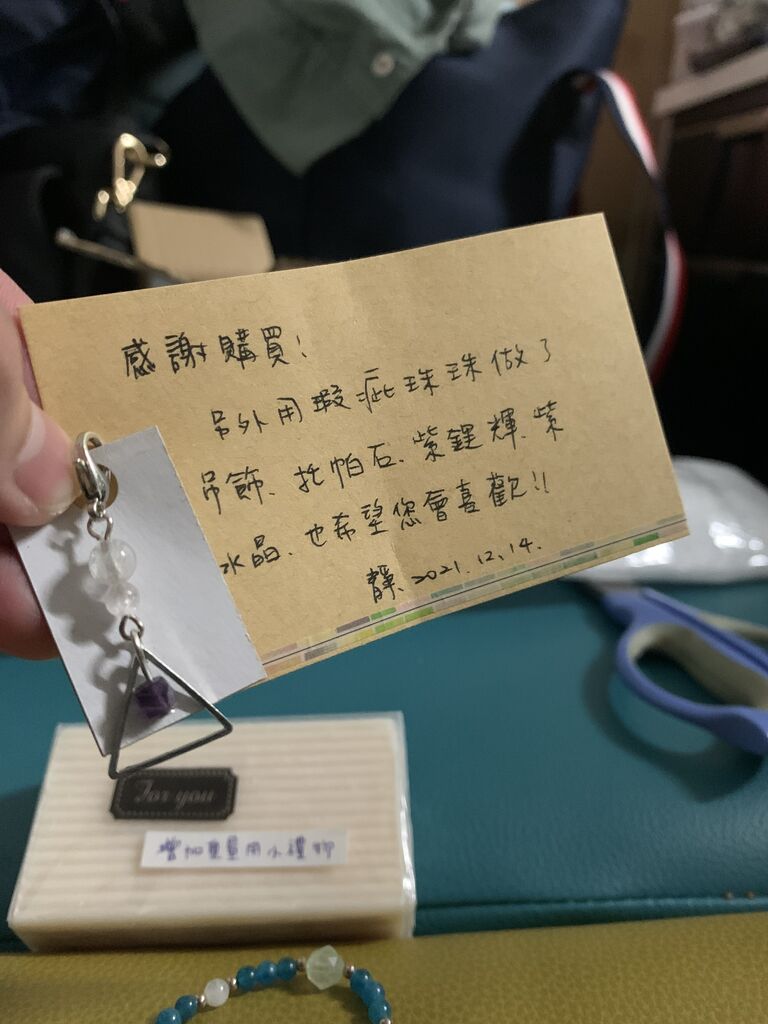 感謝購買!
另外用瑕疵珠珠做了
吊飾、托帕石、紫鋰輝、紫
水晶、也希望您會喜歡!!
靜、2021.12.14.
For you
增加重量用小禮物